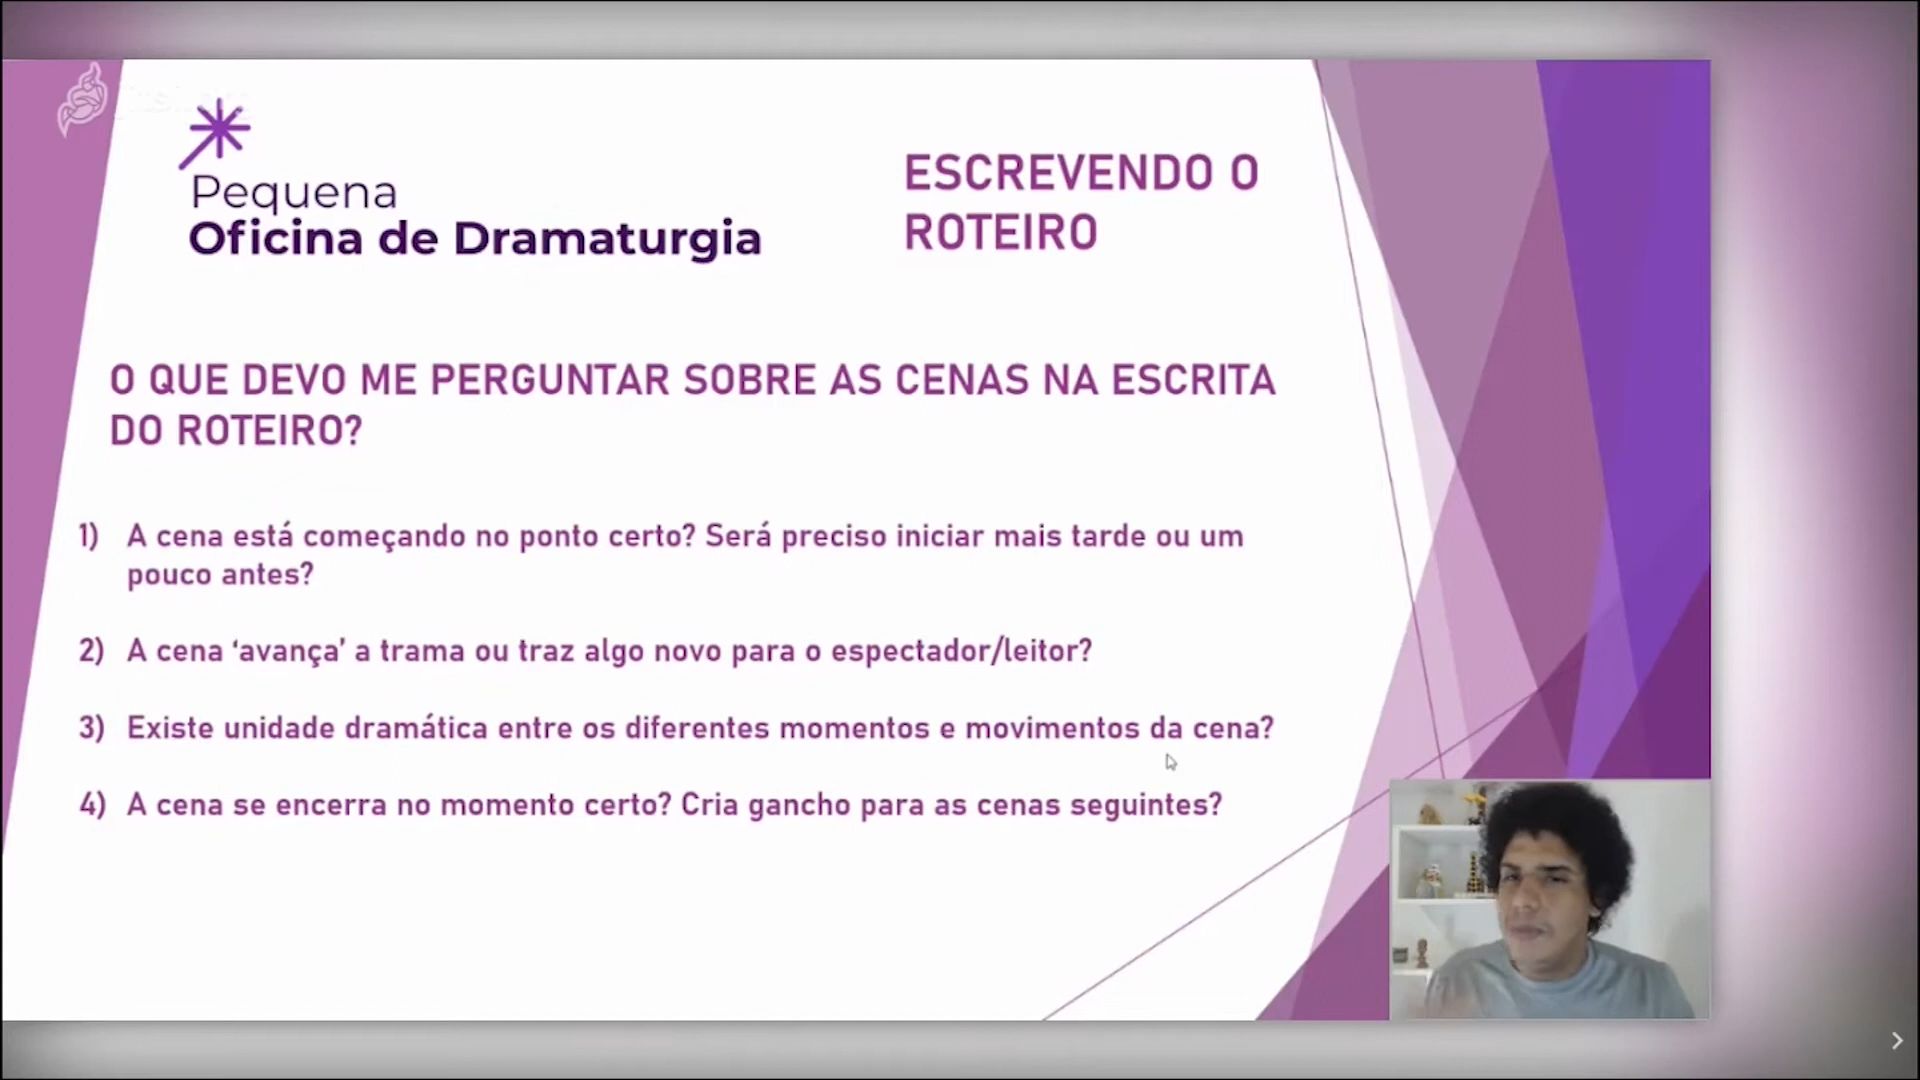 Pequena
Oficina de Dramaturgia
ESCREVENDO O
ROTEIRO
O QUE DEVO ME PERGUNTAR SOBRE AS CENAS NA ESCRITA
DO ROTEIRO?
1) A cena está começando no ponto certo? Será preciso iniciar mais tarde ou um
pouco antes?
2) A cena ‘avança’ a trama ou traz algo novo para o espectador/leitor?
3) Existe unidade dramática entre os diferentes momentos e movimentos da cena?
4) A cena se encerra no momento certo? Cria gancho para as cenas seguintes?